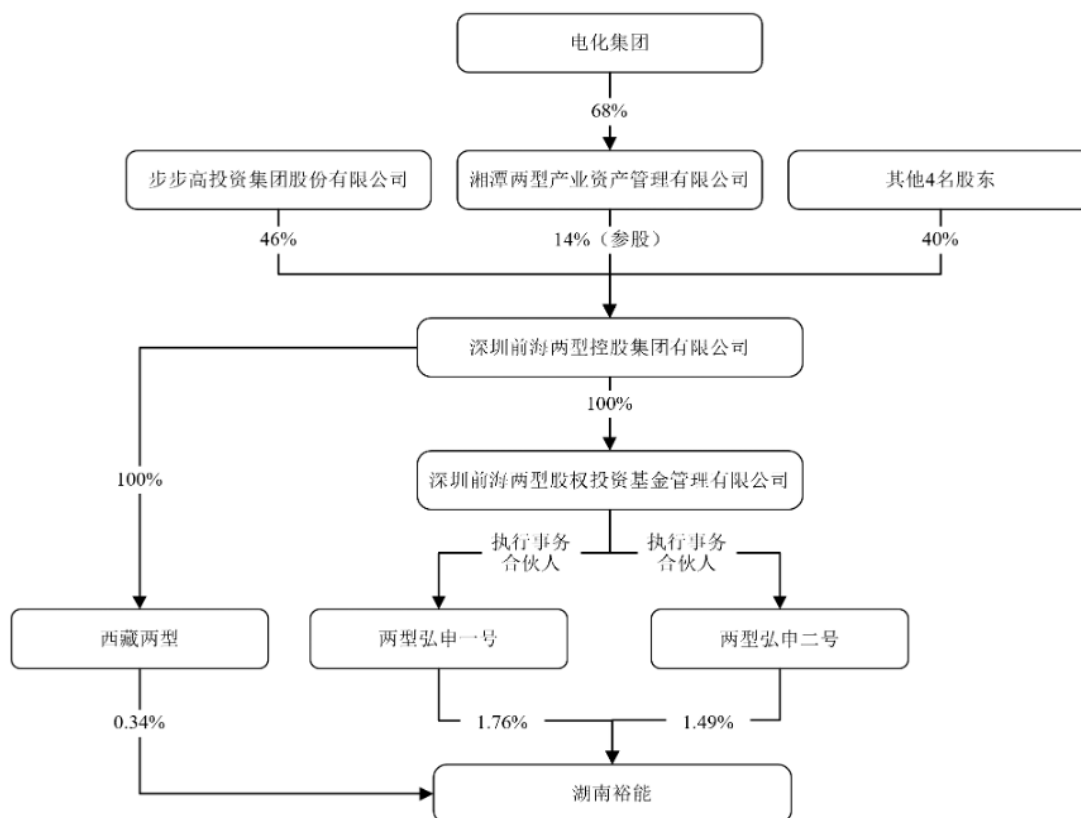 电化集团
68%
步步高投资集团股份有限公司
湘潭两型产业资产管理有限公司
其他4名股东
46%
14%（参股）
40%
深圳前海两型控股集团有限公司
100%
深圳前海两型股权投资基金管理有限公司
100%
执行事务
合伙人
执行事务
合伙人
西藏两型
两型弘申一号
两型弘申二号
0.34%
1.76%
1.49%
湖南裕能